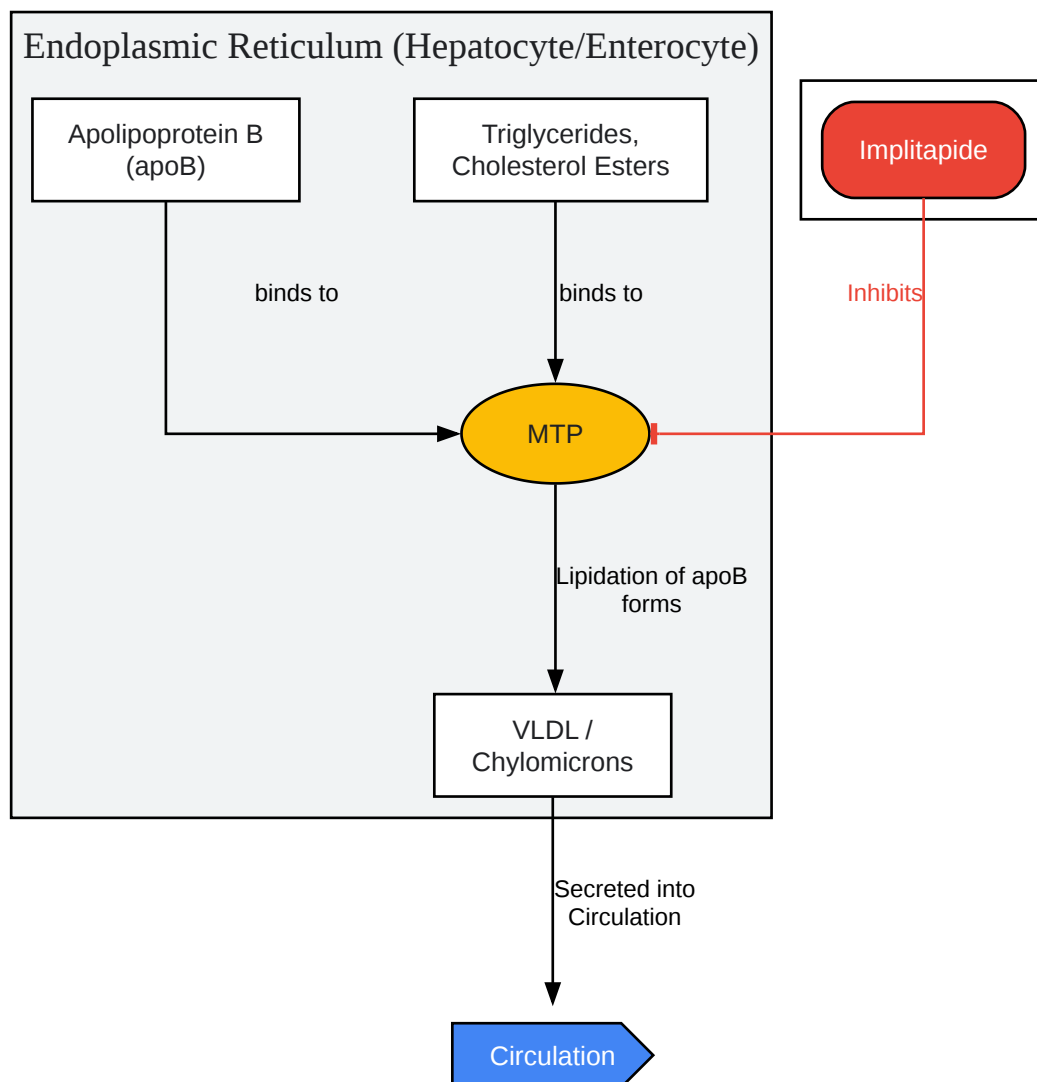 Endoplasmic Reticulum (Hepatocyte/Enterocyte)
Apolipoprotein B
(apoB)
Triglycerides,
Cholesterol Esters
Implitapide
binds to
binds to
Inhibits
MTP
Lipidation of apoB
forms
VLDL /
Chylomicrons
Secreted into
Circulation
Circulation